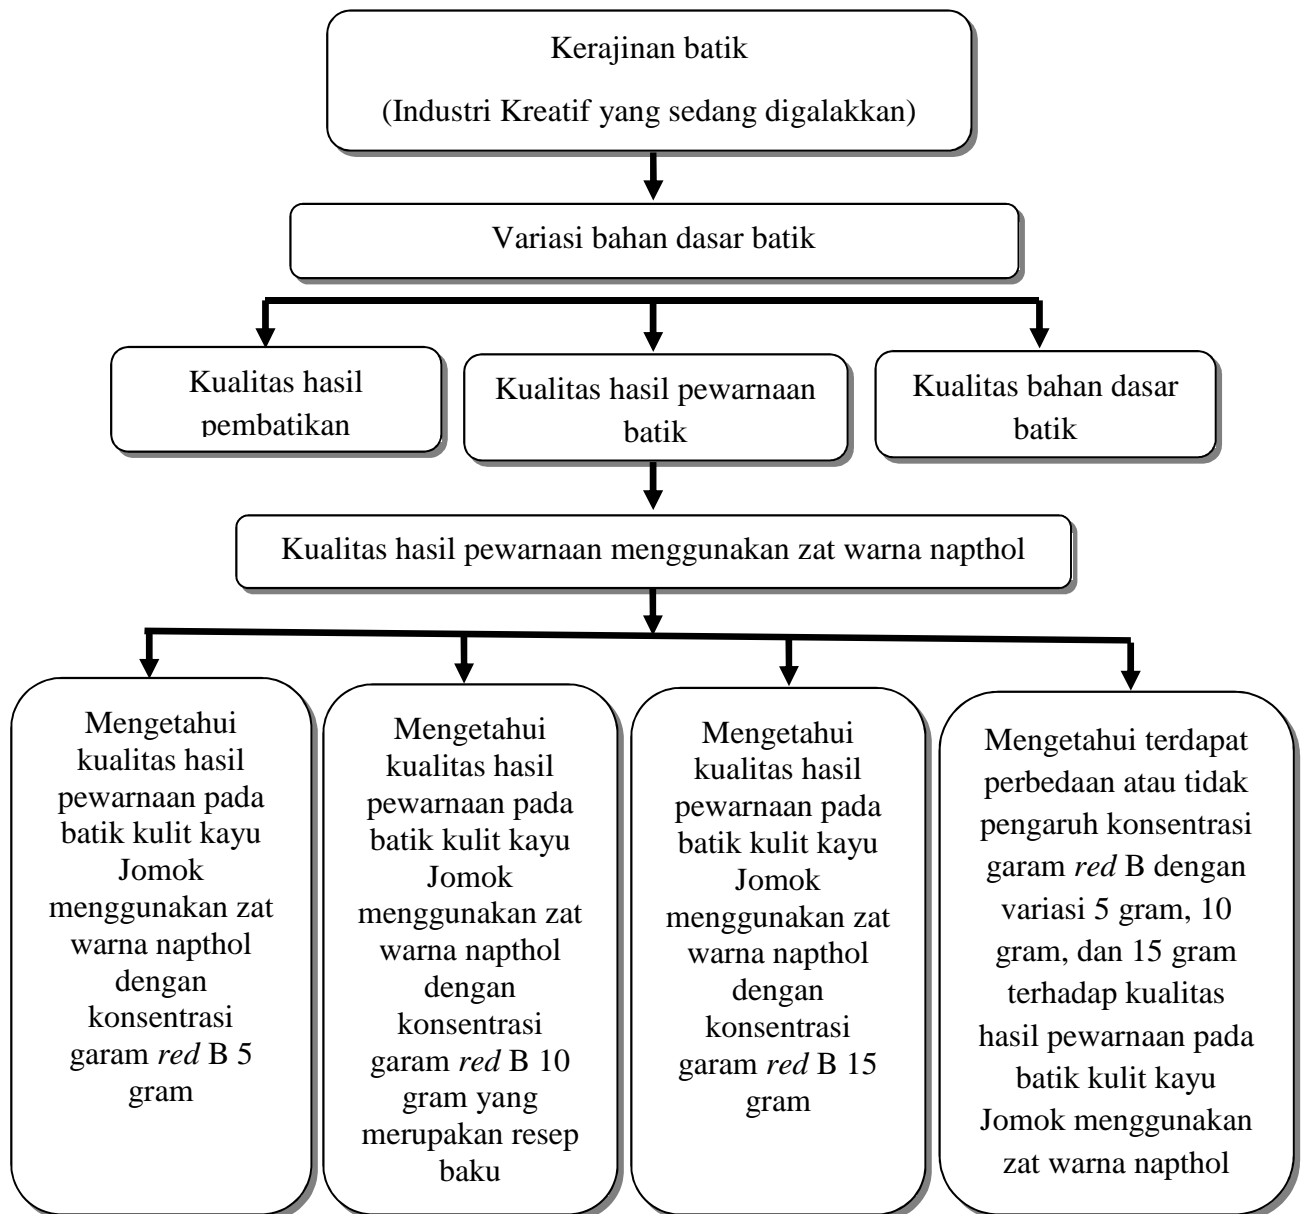 Kerajinan batik
(Industri Kreatif yang sedang digalakkan)
Variasi bahan dasar batik
Kualitas hasil
pembatikan
Kualitas hasil pewarnaan
batik
Kualitas bahan dasar
batik
Kualitas hasil pewarnaan menggunakan zat warna napthol
Mengetahui
kualitas hasil
pewarnaan pada
batik kulit kayu
Jomok
menggunakan zat
warna napthol
dengan
konsentrasi
garam red B 5
gram
Mengetahui
kualitas hasil
pewarnaan pada
batik kulit kayu
Jomok
menggunakan zat
warna napthol
dengan
konsentrasi
garam red B 10
gram yang
merupakan resep
baku
Mengetahui
kualitas hasil
pewarnaan pada
batik kulit kayu
Jomok
menggunakan zat
warna napthol
dengan
konsentrasi
garam red B 15
gram
Mengetahui terdapat
perbedaan atau tidak
pengaruh konsentrasi
garam red B dengan
variasi 5 gram, 10
gram, dan 15 gram
terhadap kualitas
hasil pewarnaan pada
batik kulit kayu
Jomok menggunakan
zat warna napthol